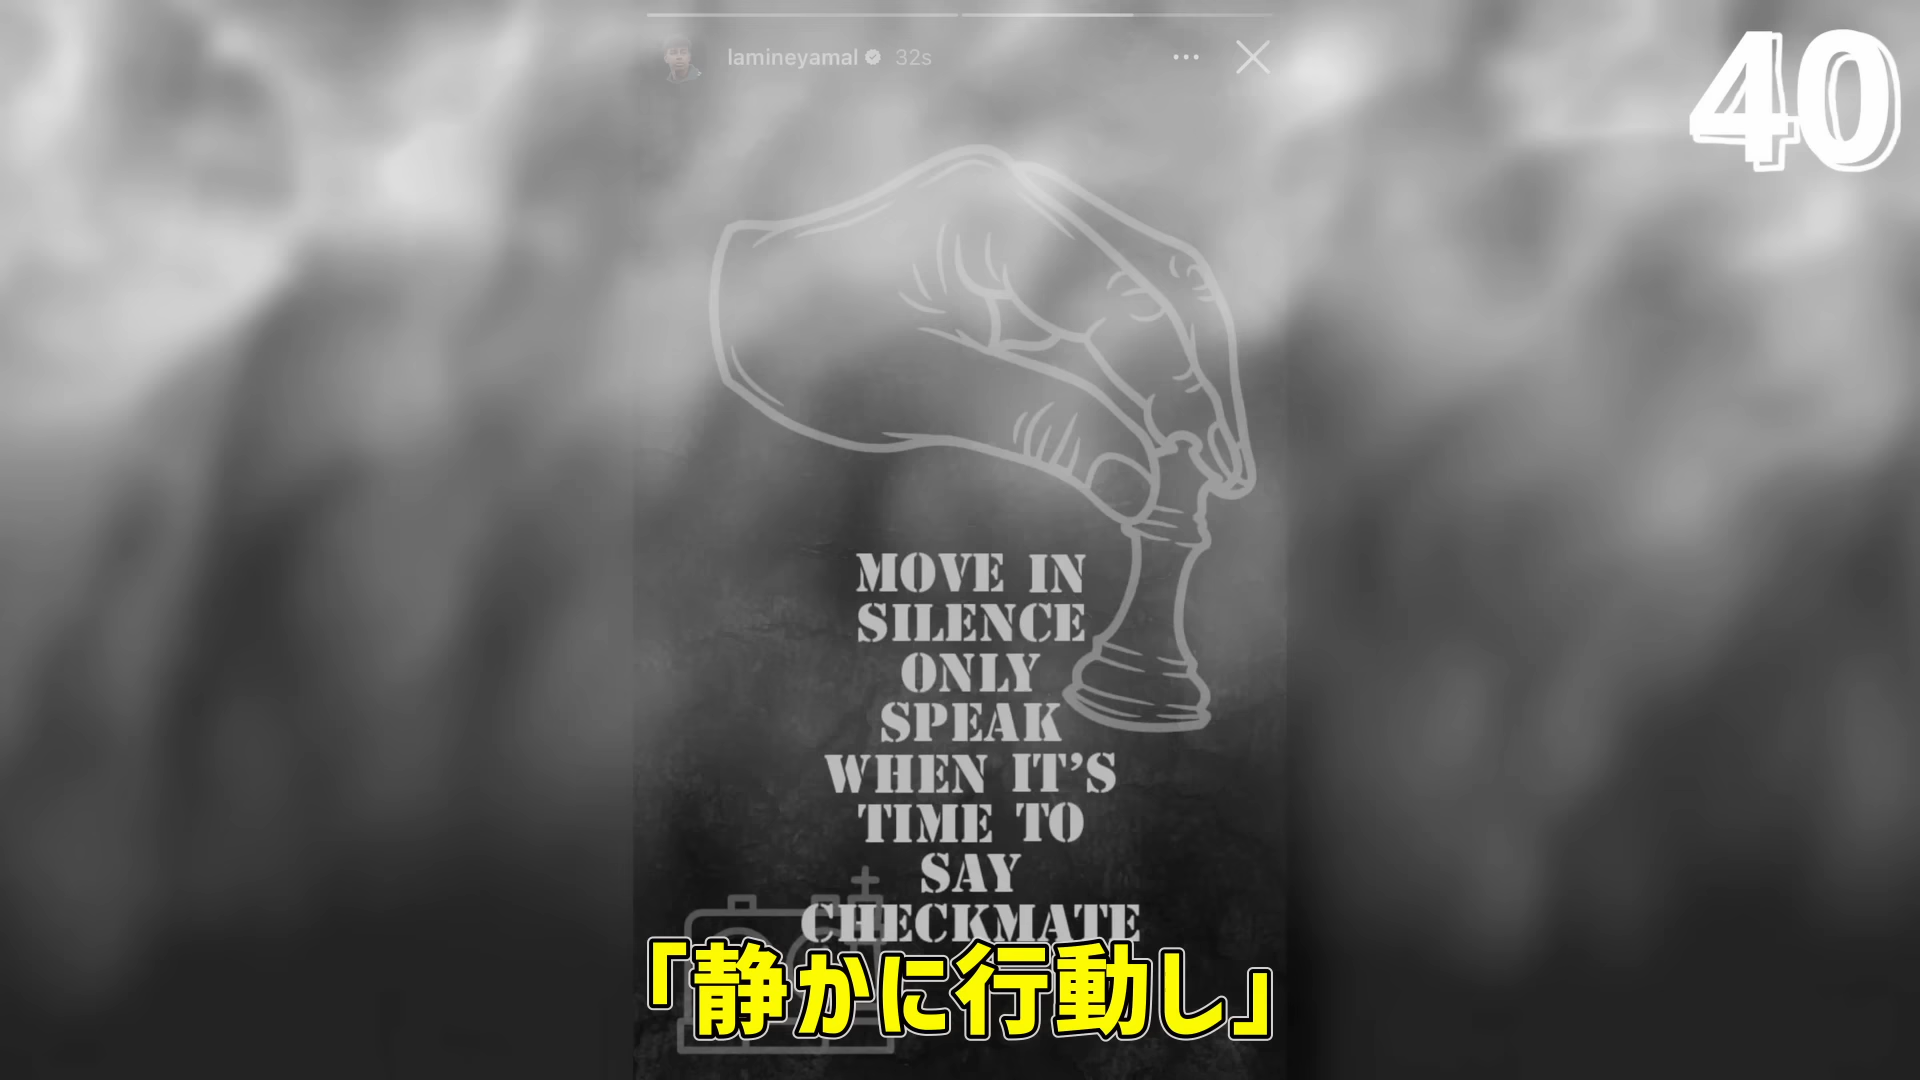 lamineyamal 32s
40
MOVE IN
SILENCE
ONLY
SPEAK
WHEN IT'S
TIME TO
SAY
CHECKMATE
「静かに行動し」